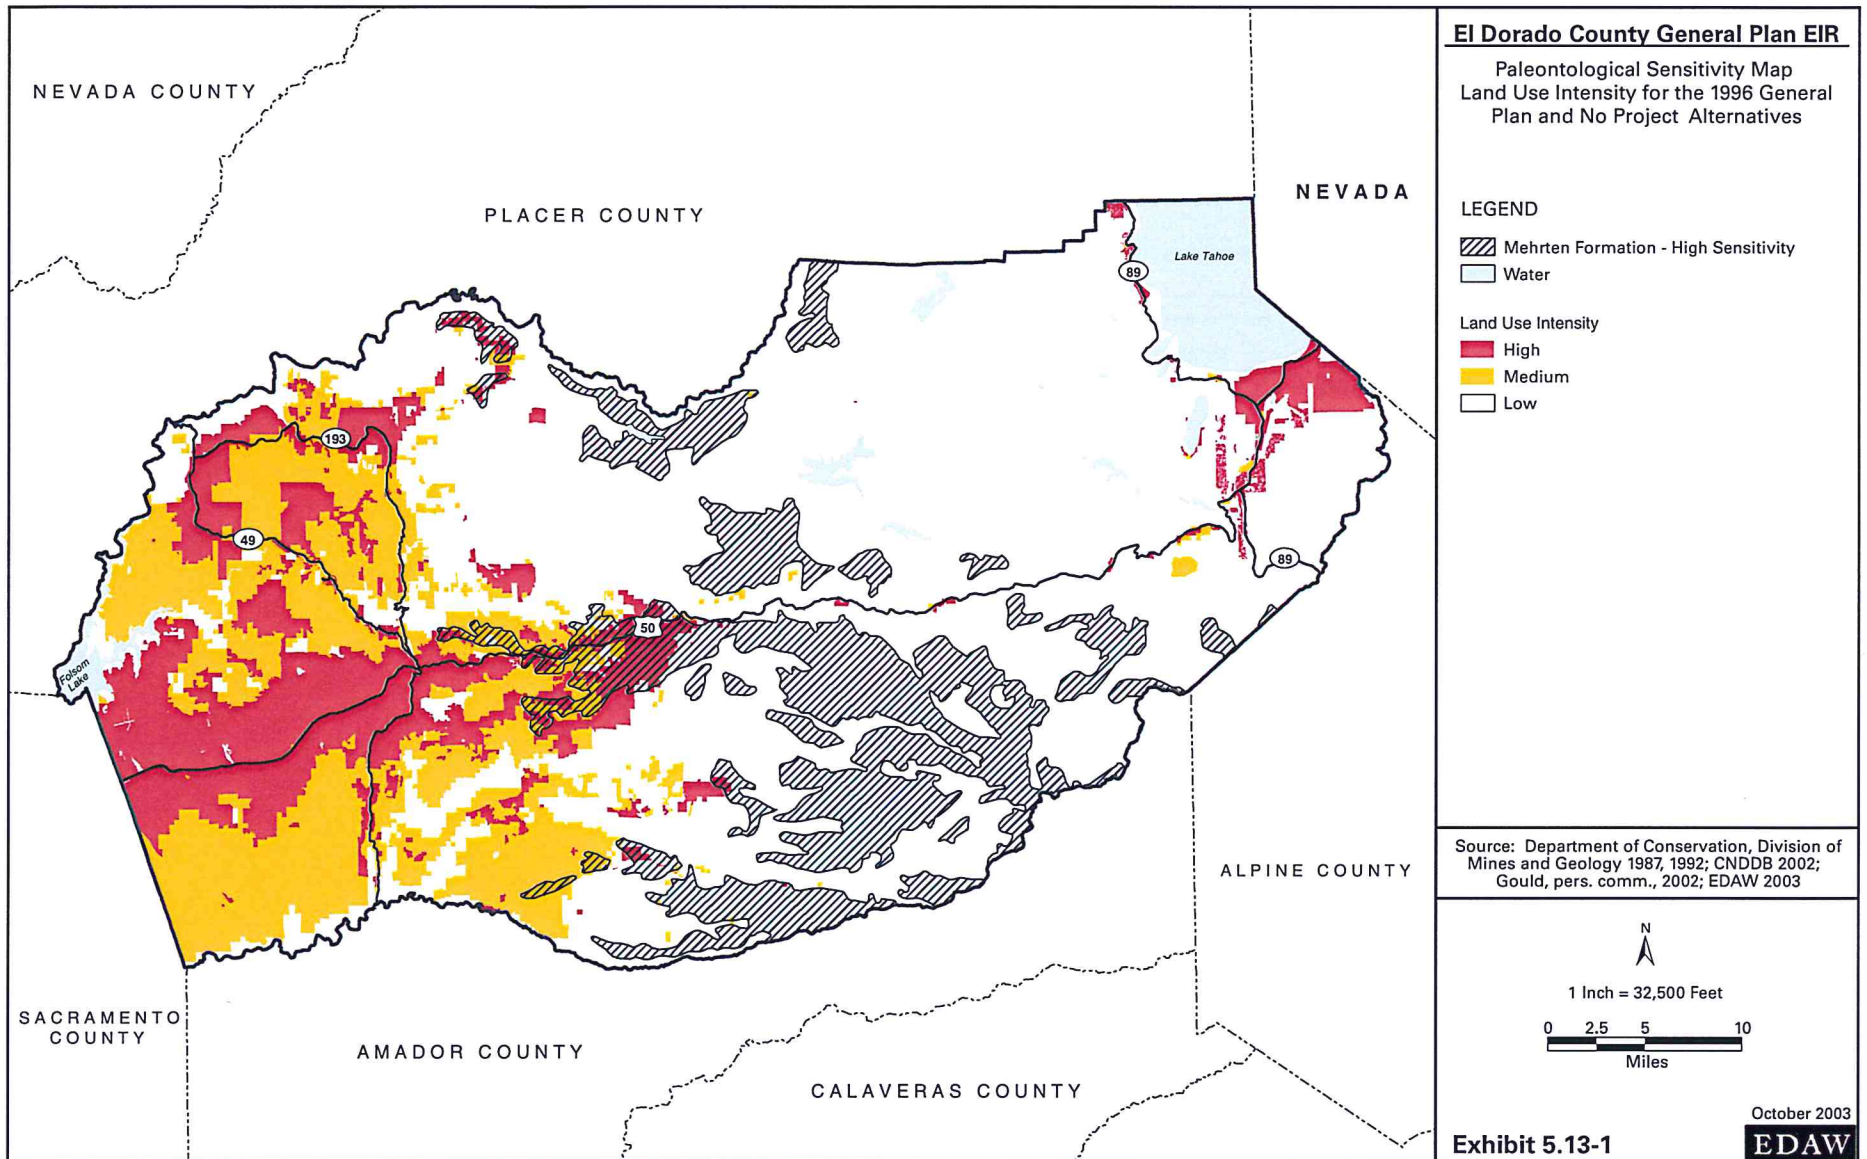 El Dorado County General Plan EIR
Paleontological Sensitivity Map
Land Use Intensity for the 1996 General
Plan and No Project Alternatives
LEGEND
Mehrten Formation - High Sensitivity
Water
Land Use Intensity
High
Medium
Low
Source: Department of Conservation, Division of
Mines and Geology 1987, 1992; CNDDB 2002;
Gould, pers. comm., 2002; EDAW 2003
N
1 Inch = 32,500 Feet
0 2.5 5 10
Miles
October 2003
Exhibit 5.13-1
EDAW
NEVADA COUNTY
PLACER COUNTY
NEVADA
Lake Tahoe
89
193
49
89
50
Folsom
Lake
ALPINE COUNTY
SACRAMENTO
COUNTY
AMADOR COUNTY
CALAVERAS COUNTY